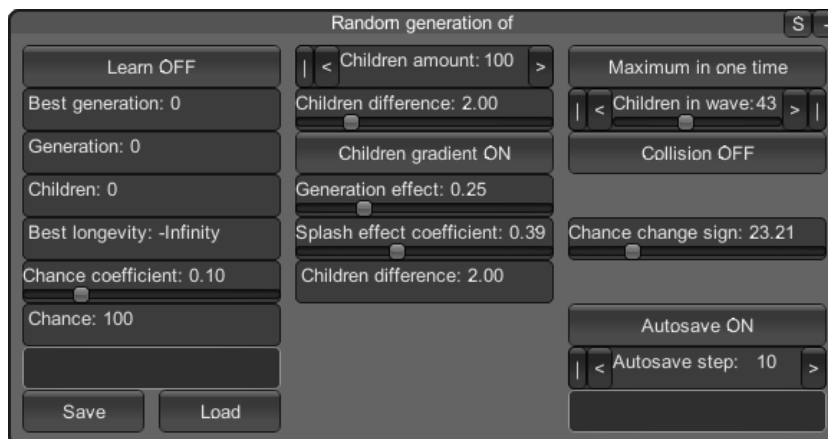 Random generation of
S -
Learn OFF
Best generation: 0
Generation: 0
Children: 0
Best longevity: -Infinity
Chance coefficient: 0.10
Chance: 100
Save
Load
| < Children amount: 100 >
Children difference: 2.00
Children gradient ON
Generation effect: 0.25
Splash effect coefficient: 0.39
Children difference: 2.00
Maximum in one time
| < Children in wave: 43 > |
Collision OFF
Chance change sign: 23.21
Autosave ON
| < Autosave step: 10 >